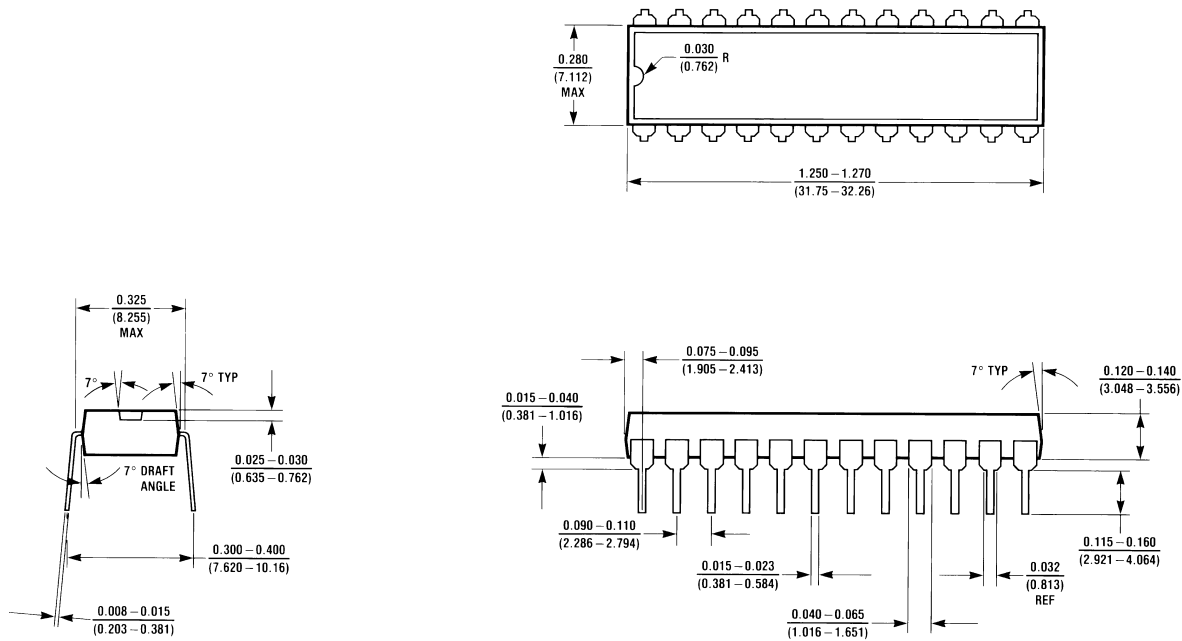 0.280
(7.112)
MAX
0.030
(0.762)
R
1.250 – 1.270
(31.75 – 32.26)
0.325
(8.255)
MAX
7°
7° TYP
0.025 – 0.030
(0.635 – 0.762)
7° DRAFT
ANGLE
0.300 – 0.400
(7.620 – 10.16)
0.008 – 0.015
(0.203 – 0.381)
0.075 – 0.095
(1.905 – 2.413)
7° TYP
0.120 – 0.140
(3.048 – 3.556)
0.015 – 0.040
(0.381 – 1.016)
0.090 – 0.110
(2.286 – 2.794)
0.115 – 0.160
(2.921 – 4.064)
0.015 – 0.023
(0.381 – 0.584)
0.032
(0.813)
REF
0.040 – 0.065
(1.016 – 1.651)